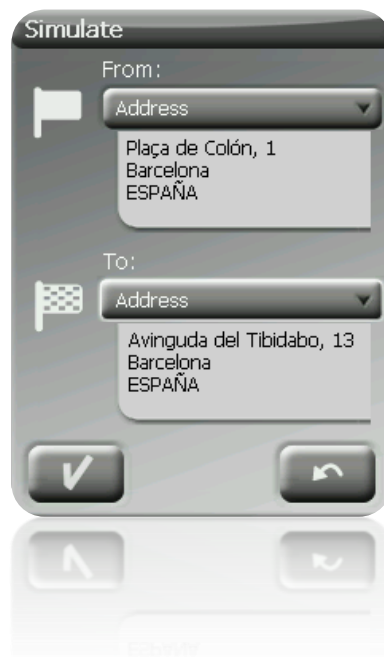 Simulate
From:
Address
Plaça de Colón, 1
Barcelona
ESPAÑA
To:
Address
Avinguda del Tibidabo, 13
Barcelona
ESPAÑA